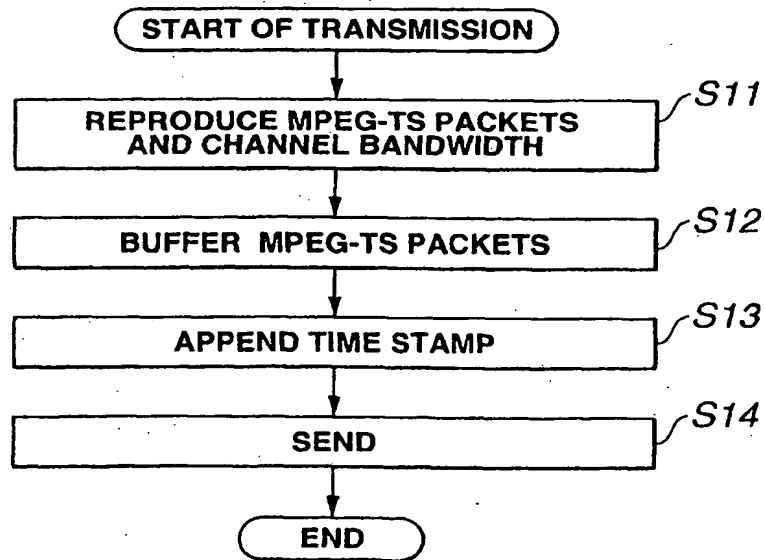 START OF TRANSMISSION
S11
REPRODUCE MPEG-TS PACKETS
AND CHANNEL BANDWIDTH
S12
BUFFER MPEG-TS PACKETS
S13
APPEND TIME STAMP
S14
SEND
END